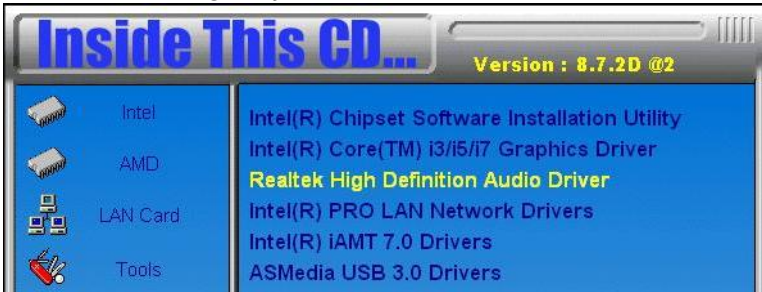 Inside This CD...
Version : 8.7.2D @2
Intel
AMD
LAN Card
Tools
Intel(R) Chipset Software Installation Utility
Intel(R) Core(TM) i3/i5/i7 Graphics Driver
Realtek High Definition Audio Driver
Intel(R) PRO LAN Network Drivers
Intel(R) iAMT 7.0 Drivers
ASMedia USB 3.0 Drivers